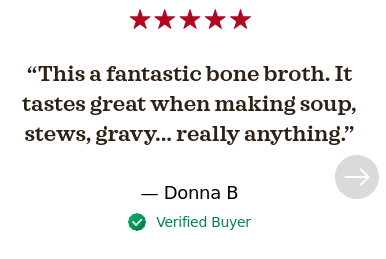 “This a fantastic bone broth. It
tastes great when making soup,
stews, gravy... really anything.”
— Donna B
Verified Buyer